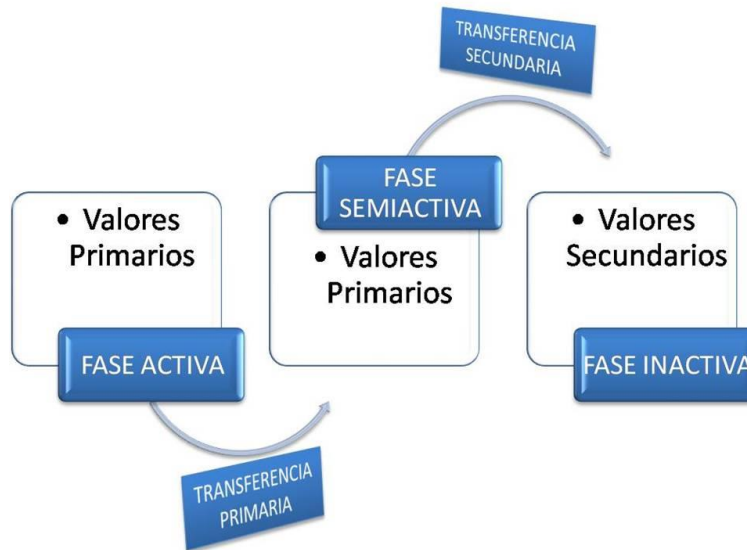 TRANSFERENCIA
SECUNDARIA
• Valores
Primarios
FASE ACTIVA
TRANSFERENCIA
PRIMARIA
FASE
SEMIACTIVA
• Valores
Primarios
• Valores
Secundarios
FASE INACTIVA